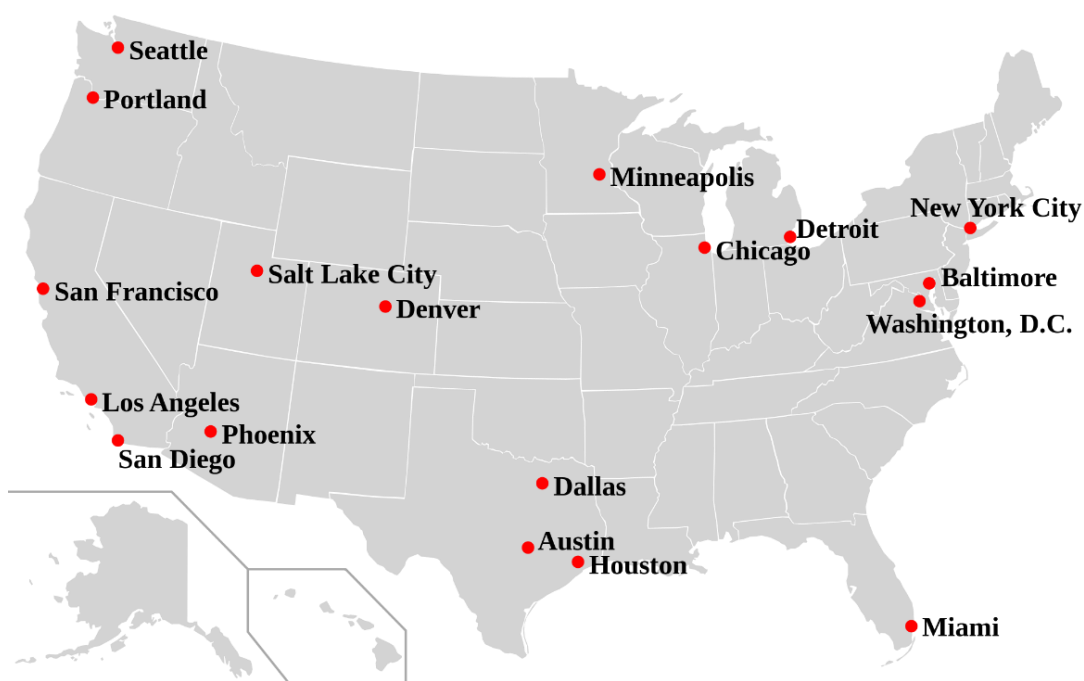 Seattle
Portland
Minneapolis
New York City
Detroit
Chicago
Salt Lake City
Baltimore
San Francisco
Denver
Washington, D.C.
Los Angeles
Phoenix
San Diego
Dallas
Austin
Houston
Miami